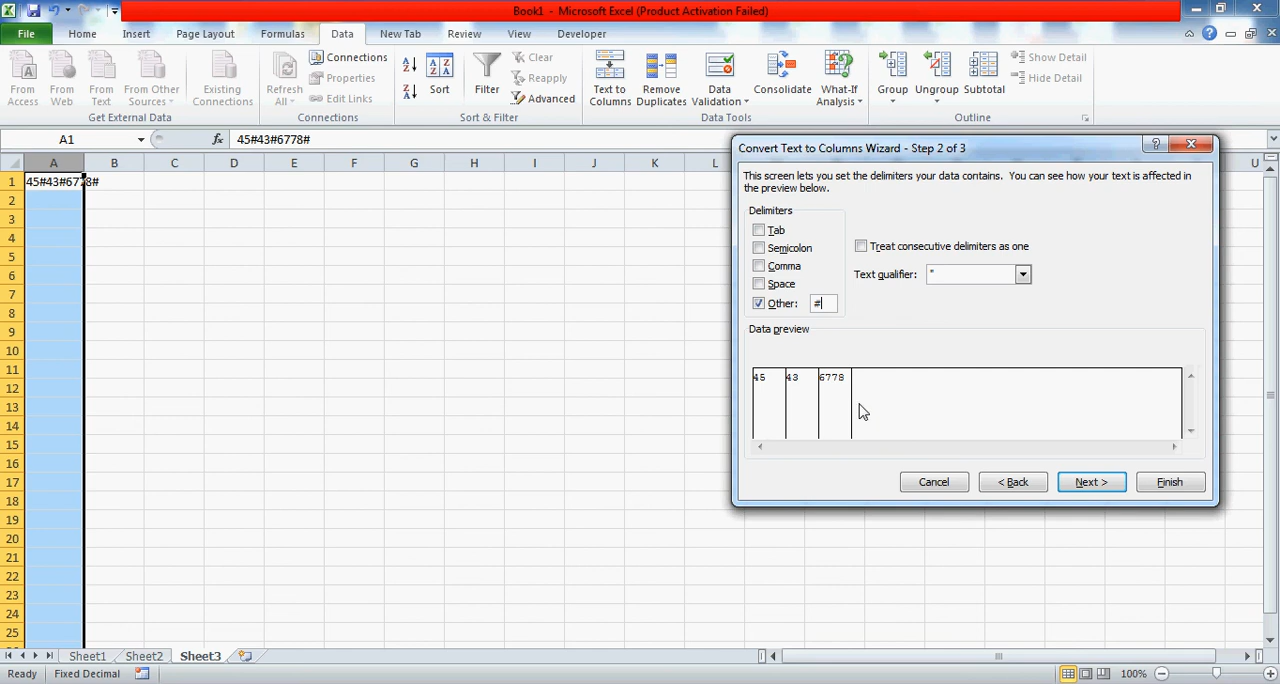 Book1 - Microsoft Excel (Product Activation Failed)
File Home Insert Page Layout Formulas Data New Tab Review View Developer
From Access
From Web
From Text
From Other Sources
Existing Connections
Refresh All
Connections
Properties
Edit Links
Sort
Filter
Clear
Reapply
Advanced
Text to Columns
Remove Duplicates
Data Validation
Consolidate
What-If Analysis
Group
Ungroup
Subtotal
Show Detail
Hide Detail
Get External Data
Connections
Sort & Filter
Data Tools
Outline
A1 fx 45#43#6778#
A B C D E F G H I J K L U
1 45#43#6778#
2
3
4
5
6
7
8
9
10
11
12
13
14
15
16
17
18
19
20
21
22
23
24
25
Convert Text to Columns Wizard - Step 2 of 3
This screen lets you set the delimiters your data contains. You can see how your text is affected in
the preview below.
Delimiters
Tab
Semicolon
Comma
Space
Other: #
Treat consecutive delimiters as one
Text qualifier: "
Data preview
45 43 6778
Cancel < Back Next > Finish
Sheet1 Sheet2 Sheet3
Ready Fixed Decimal 100%